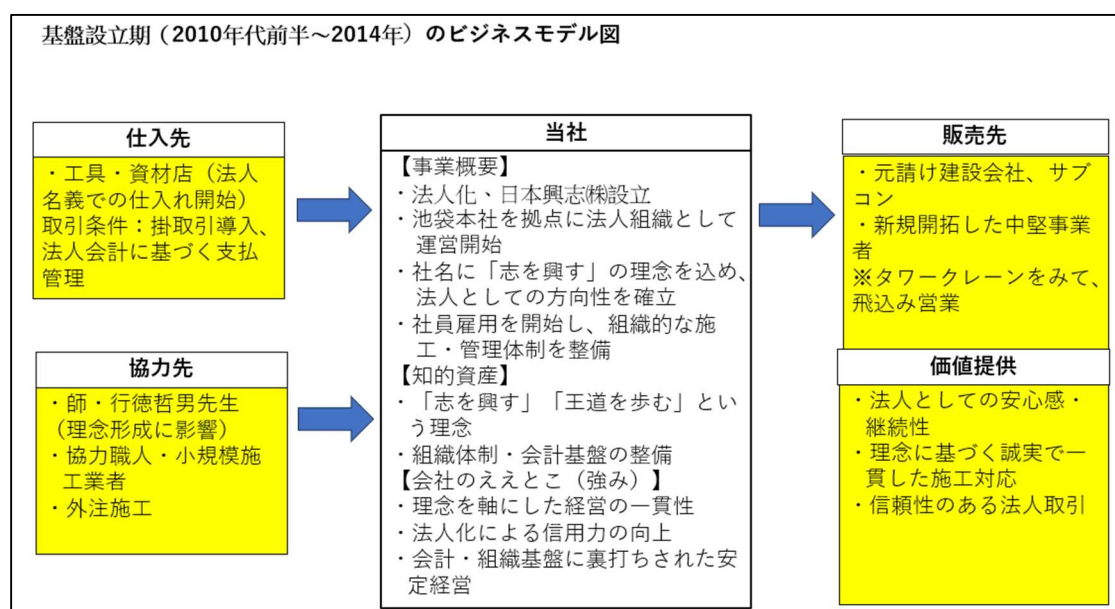 基盤設立期（2010年代前半～2014年）のビジネスモデル図
仕入先
・工具・資材店（法人
名義での仕入れ開始）
取引条件：掛取引導入、
法人会計に基づく支払
管理
協力先
・師・行徳哲男先生
（理念形成に影響）
・協力職人・小規模施
工業者
・外注施工
当社
【事業概要】
・法人化、日本興志㈱設立
・池袋本社を拠点に法人組織として
運営開始
・社名に「志を興す」の理念を込め、
法人としての方向性を確立
・社員雇用を開始し、組織的な施
工・管理体制を整備
【知的資産】
・「志を興す」「王道を歩む」とい
う理念
・組織体制・会計基盤の整備
【会社のええとこ（強み）】
・理念を軸にした経営の一貫性
・法人化による信用力の向上
・会計・組織基盤に裏打ちされた安
定経営
販売先
・元請け建設会社、サブ
コン
・新規開拓した中堅事業
者
※タワークレーンをみて、
飛込み営業
価値提供
・法人としての安心感・
継続性
・理念に基づく誠実で一
貫した施工対応
・信頼性のある法人取引